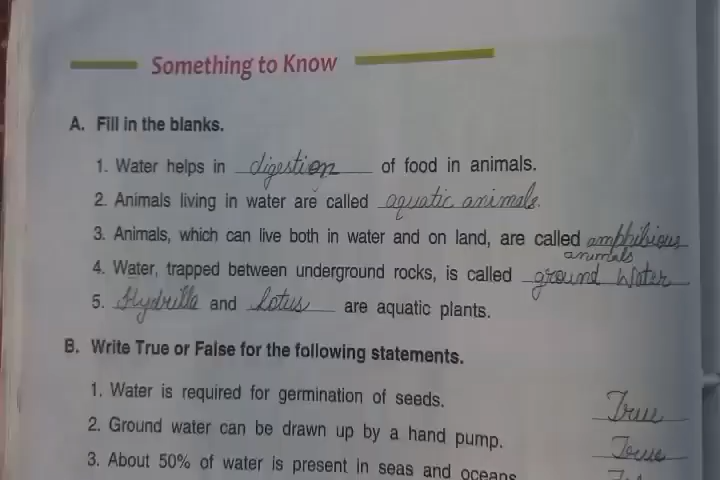 Something to Know
A. Fill in the blanks.
1. Water helps in digestion of food in animals.
2. Animals living in water are called aquatic animals.
3. Animals, which can live both in water and on land, are called amphibious
animals
4. Water, trapped between underground rocks, is called ground Water
5. Hydrilla and Lotus are aquatic plants.
B. Write True or False for the following statements.
1. Water is required for germination of seeds. True
2. Ground water can be drawn up by a hand pump. True
3. About 50% of water is present in seas and oceans